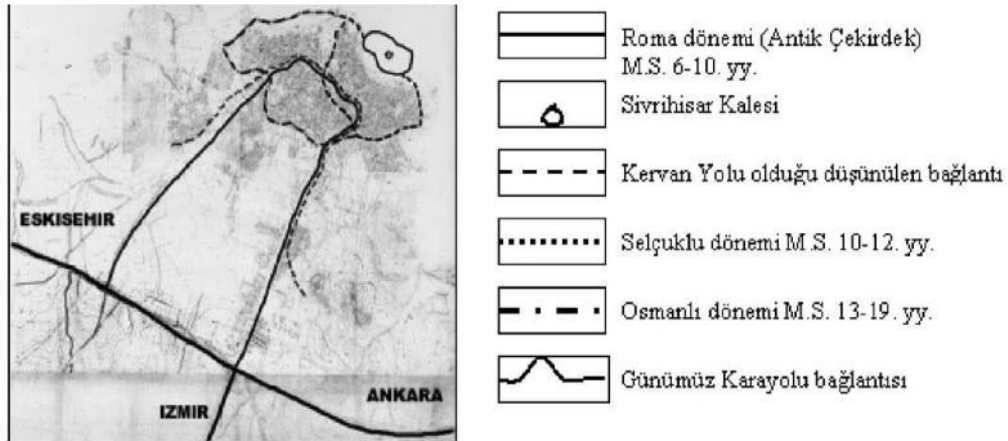 ESKISEHIR
ANKARA
IZMIR
Roma dönemi (Antik Çekirdek)
M.S. 6-10. yy.
Sivrihisar Kalesi
Kervan Yolu olduğu düşünülen bağlantı
Selçuklu dönemi M.S. 10-12. yy.
Osmanlı dönemi M.S. 13-19. yy.
Günümüz Karayolu bağlantısı